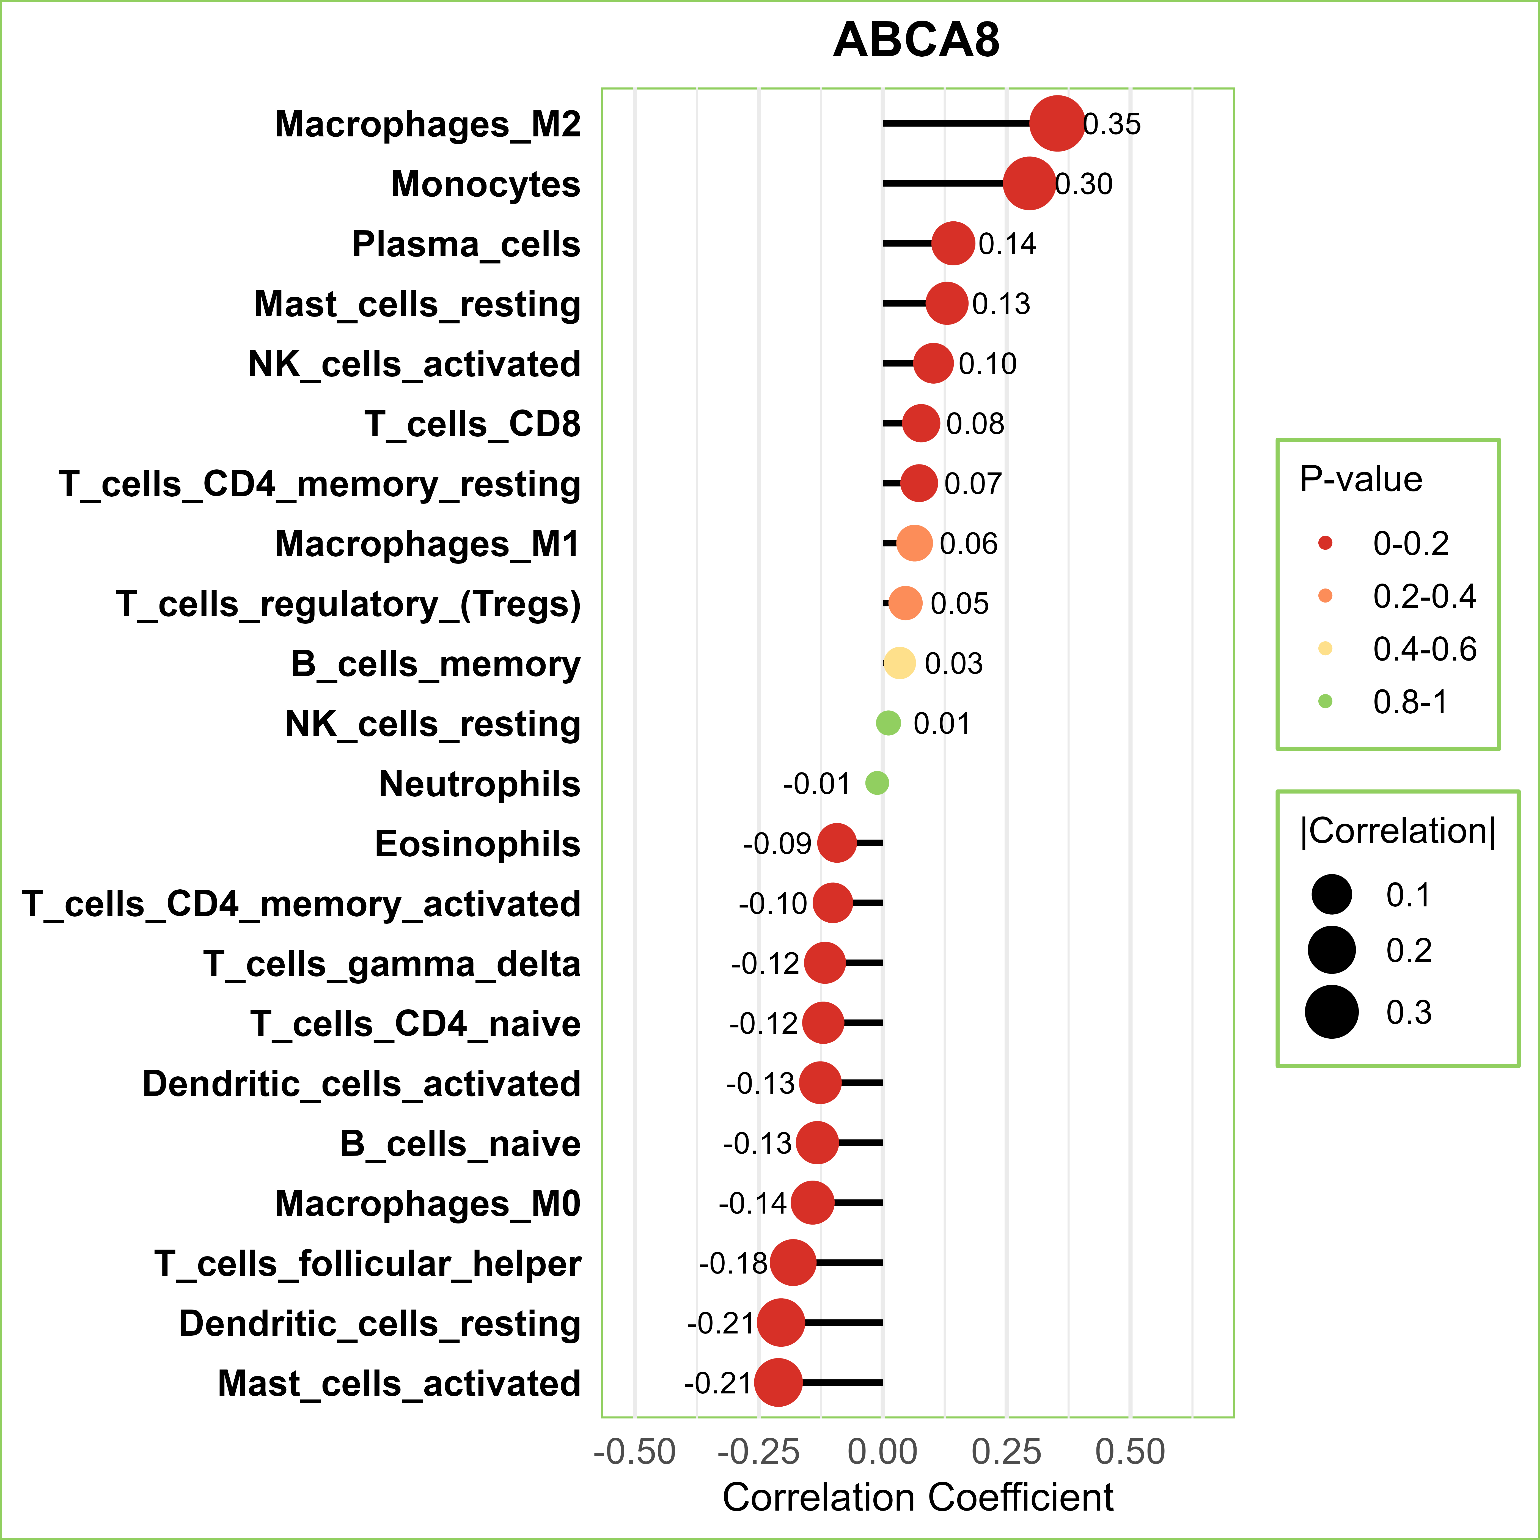 ABCA8
Macrophages_M2 0.35
Monocytes 0.30
Plasma_cells 0.14
Mast_cells_resting 0.13
NK_cells_activated 0.10
T_cells_CD8 0.08
T_cells_CD4_memory_resting 0.07
Macrophages_M1 0.06
T_cells_regulatory_(Tregs) 0.05
B_cells_memory 0.03
NK_cells_resting 0.01
Neutrophils -0.01
Eosinophils -0.09
T_cells_CD4_memory_activated -0.10
T_cells_gamma_delta -0.12
T_cells_CD4_naive -0.12
Dendritic_cells_activated -0.13
B_cells_naive -0.13
Macrophages_M0 -0.14
T_cells_follicular_helper -0.18
Dendritic_cells_resting -0.21
Mast_cells_activated -0.21
-0.50 -0.25 0.00 0.25 0.50
Correlation Coefficient
P-value
0-0.2
0.2-0.4
0.4-0.6
0.8-1
|Correlation|
0.1
0.2
0.3